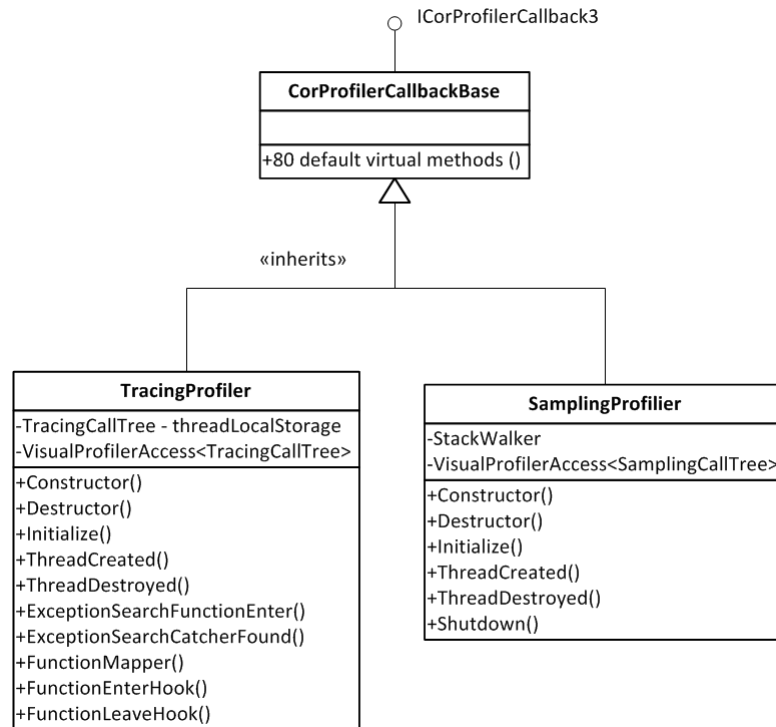 ICorProfilerCallback3
CorProfilerCallbackBase
+80 default virtual methods ()
«inherits»
TracingProfiler
-TracingCallTree - threadLocalStorage
-VisualProfilerAccess<TracingCallTree>
+Constructor()
+Destructor()
+Initialize()
+ThreadCreated()
+ThreadDestroyed()
+ExceptionSearchFunctionEnter()
+ExceptionSearchCatcherFound()
+FunctionMapper()
+FunctionEnterHook()
+FunctionLeaveHook()
SamplingProfilier
-StackWalker
-VisualProfilerAccess<SamplingCallTree>
+Constructor()
+Destructor()
+Initialize()
+ThreadCreated()
+ThreadDestroyed()
+Shutdown()